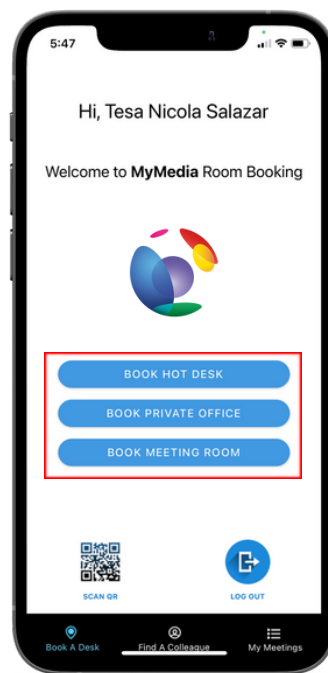 5:47
Hi, Tesa Nicola Salazar
Welcome to MyMedia Room Booking
BOOK HOT DESK
BOOK PRIVATE OFFICE
BOOK MEETING ROOM
SCAN QR LOG OUT
Book A Desk Find A Colleague My Meetings